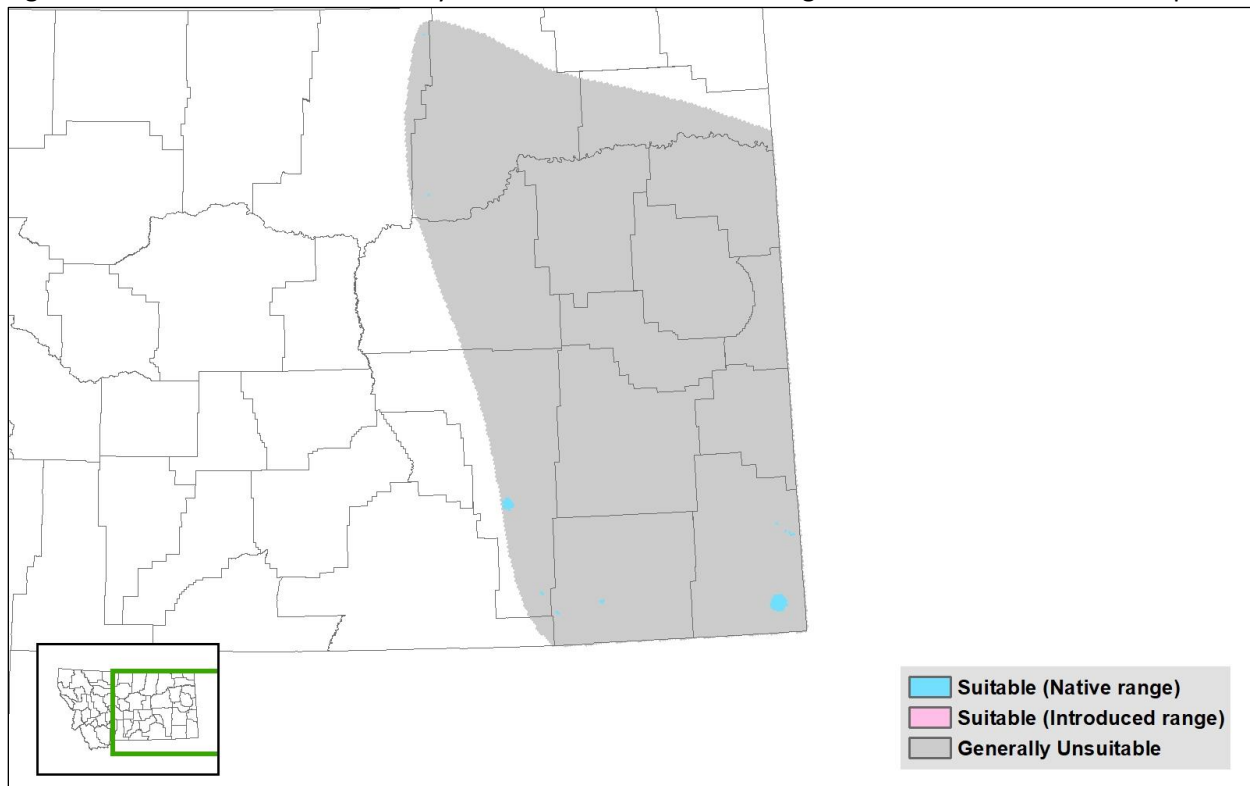 Suitable (Native range)
Suitable (Introduced range)
Generally Unsuitable